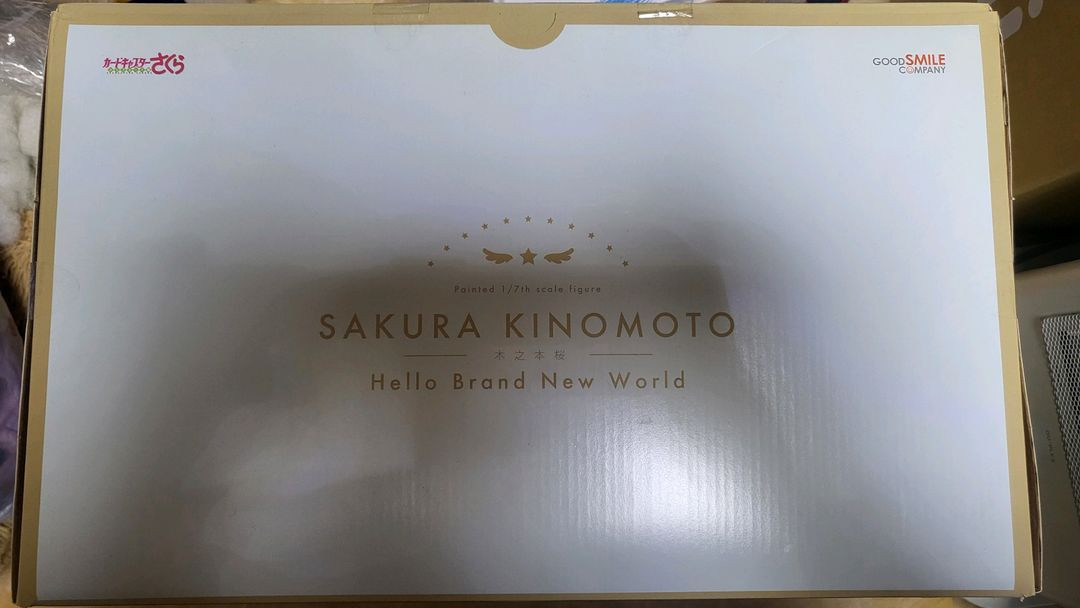 カードキャプターさくら
GOOD SMILE
COMPANY
Painted 1/7th scale figure
SAKURA KINOMOTO
木之本桜
Hello Brand New World